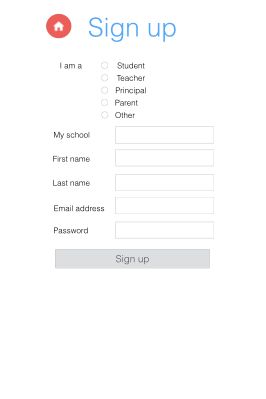 Sign up
I am a
Student
Teacher
Principal
Parent
Other
My school
First name
Last name
Email address
Password
Sign up